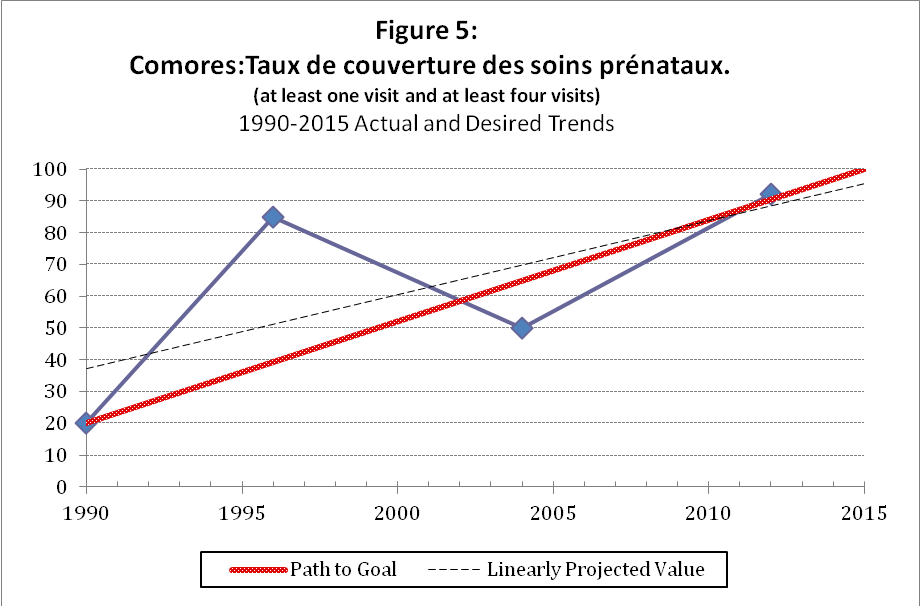 Figure 5:
Comores:Taux de couverture des soins prénataux.
(at least one visit and at least four visits)
1990-2015 Actual and Desired Trends
100
90
80
70
60
50
40
30
20
10
0
1990 1995 2000 2005 2010 2015
Path to Goal Linearly Projected Value